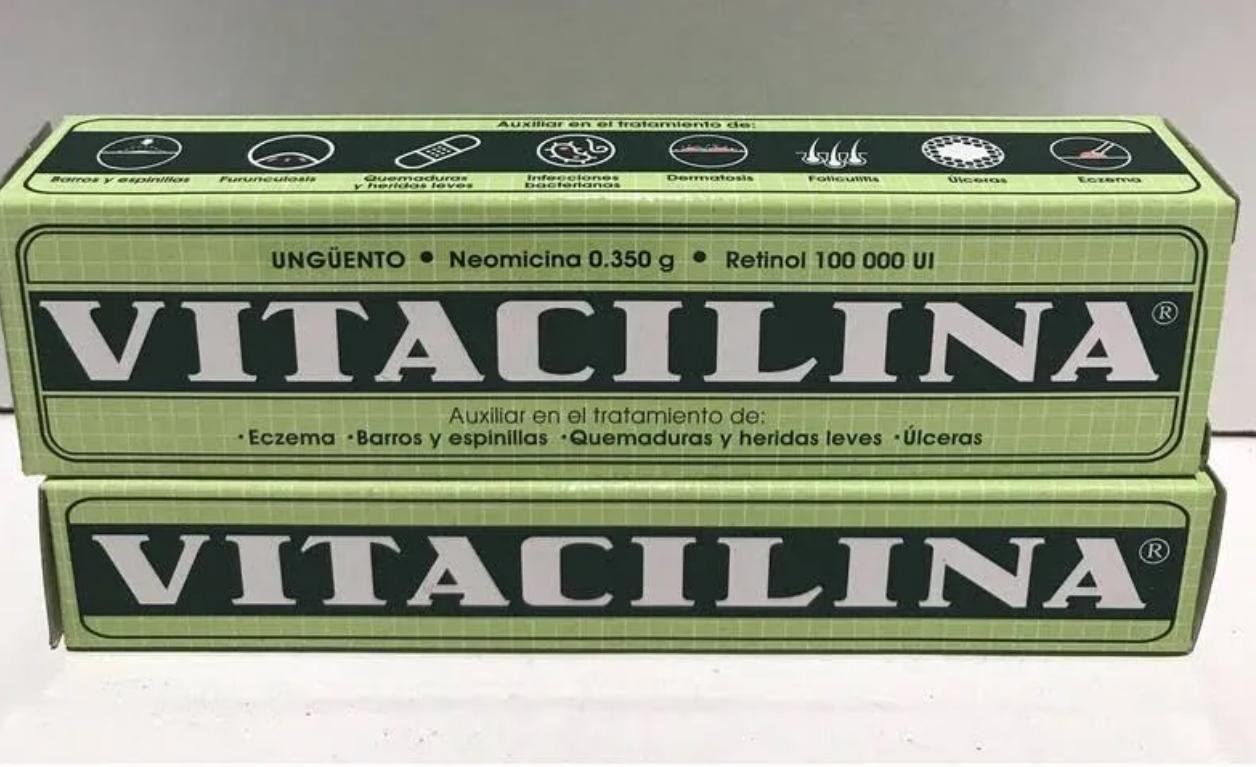 Auxiliar en el tratamiento de:
Barros y espinillas Furunculosis Quemaduras y heridas leves Infecciones bacterianas Dermatosis Foliculitis Úlceras Eczema
UNGÜENTO • Neomicina 0.350 g • Retinol 100 000 UI
VITACILINA®
Auxiliar en el tratamiento de:
·Eczema ·Barros y espinillas ·Quemaduras y heridas leves ·Úlceras
VITACILINA®